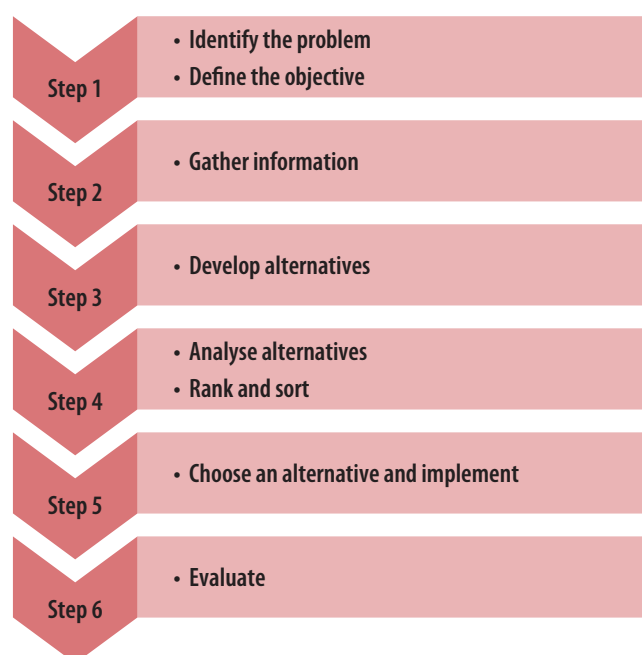 Step 1
• Identify the problem
• Define the objective
Step 2
• Gather information
Step 3
• Develop alternatives
Step 4
• Analyse alternatives
• Rank and sort
Step 5
• Choose an alternative and implement
Step 6
• Evaluate